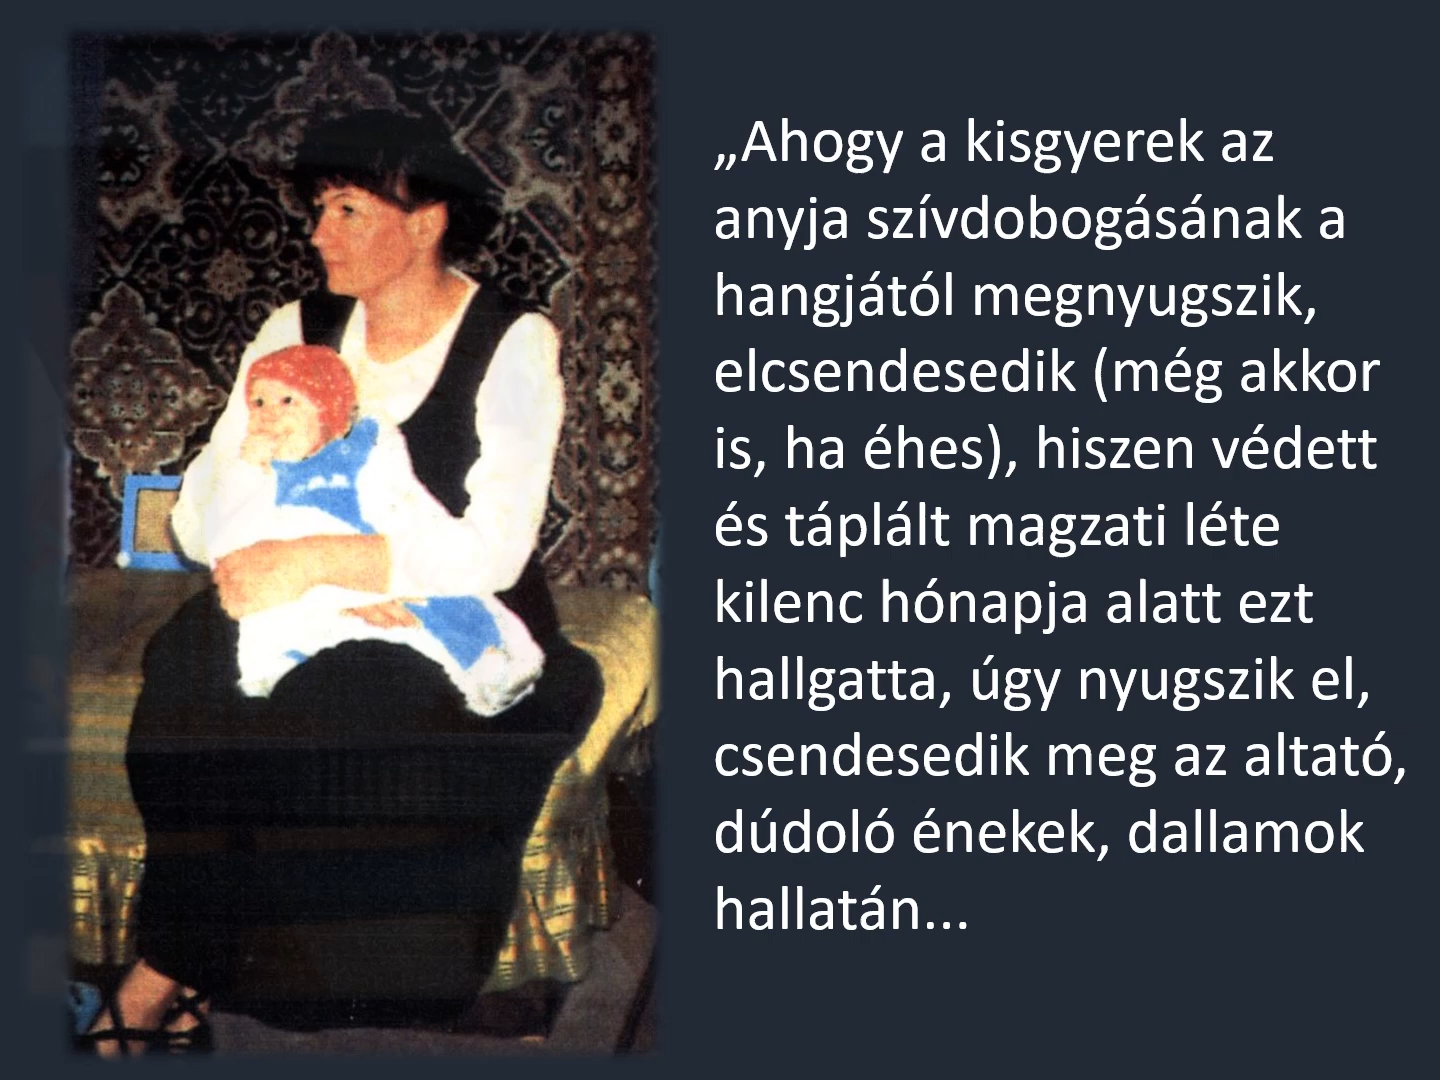 „Ahogy a kisgyerek az
anyja szívdobogásának a
hangjától megnyugszik,
elcsendesedik (még akkor
is, ha éhes), hiszen védett
és táplált magzati léte
kilenc hónapja alatt ezt
hallgatta, úgy nyugszik el,
csendesedik meg az altató,
dúdoló énekek, dallamok
hallatán...